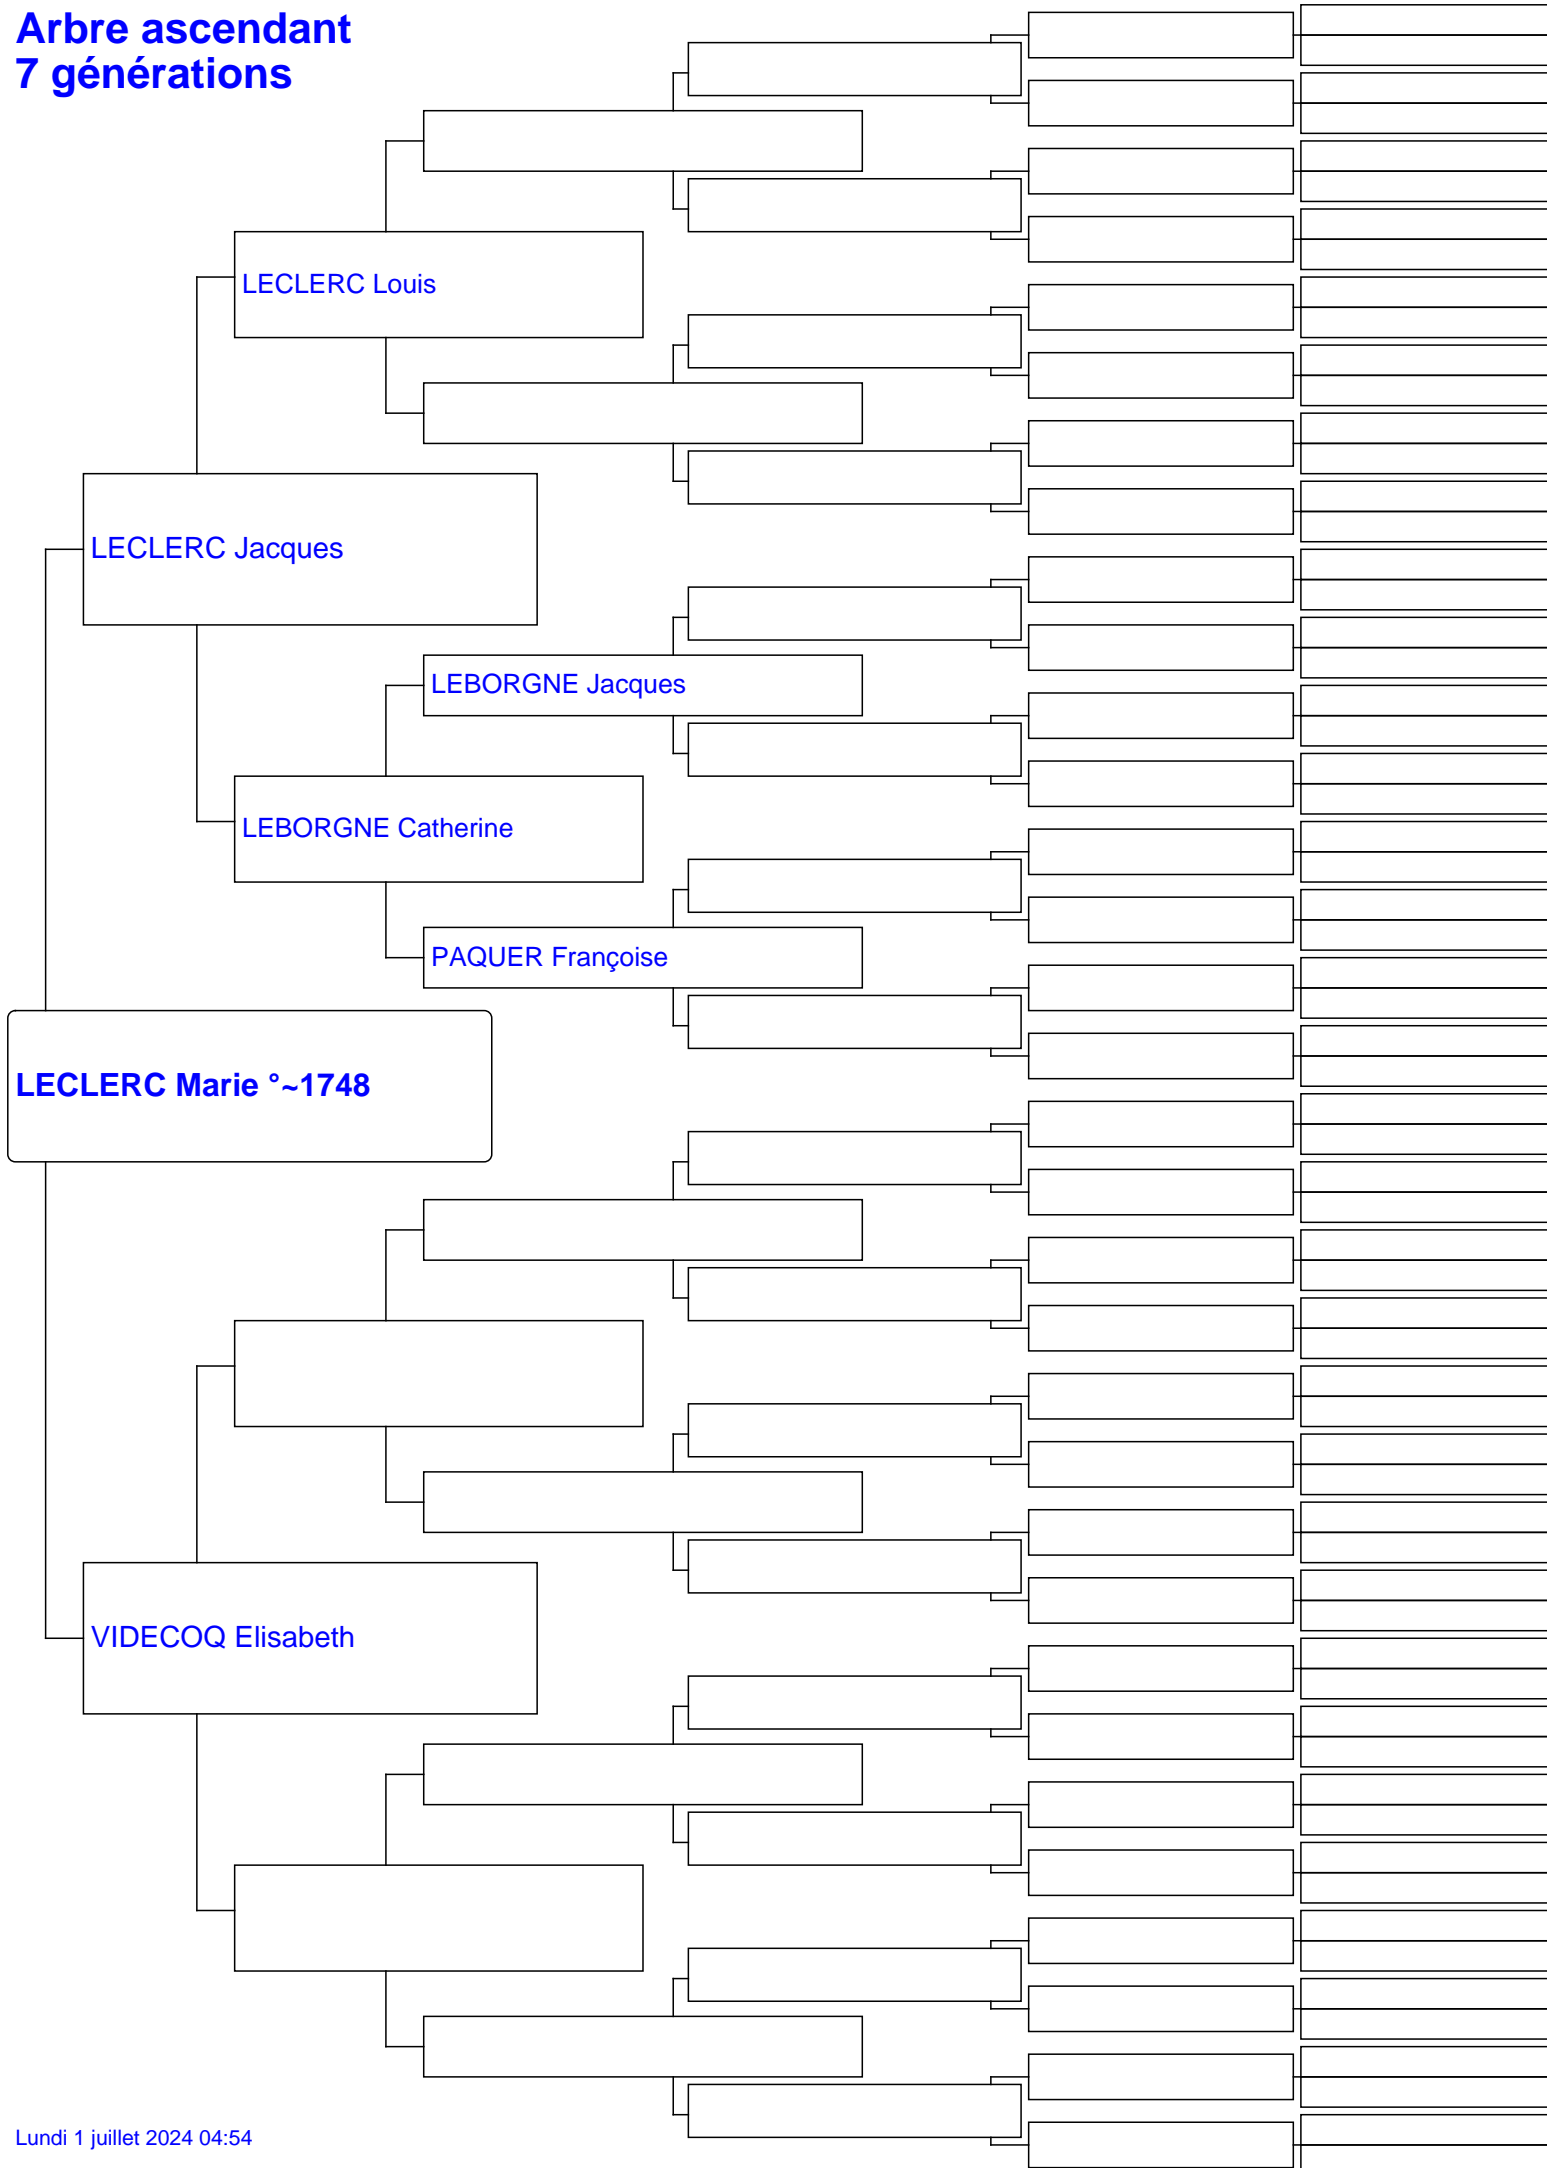 Arbre ascendant
7 générations
LECLERC Louis
LECLERC Jacques
LEBORGNE Jacques
LEBORGNE Catherine
PAQUER Françoise
LECLERC Marie °~1748
VIDECOQ Elisabeth
Lundi 1 juillet 2024 04:54